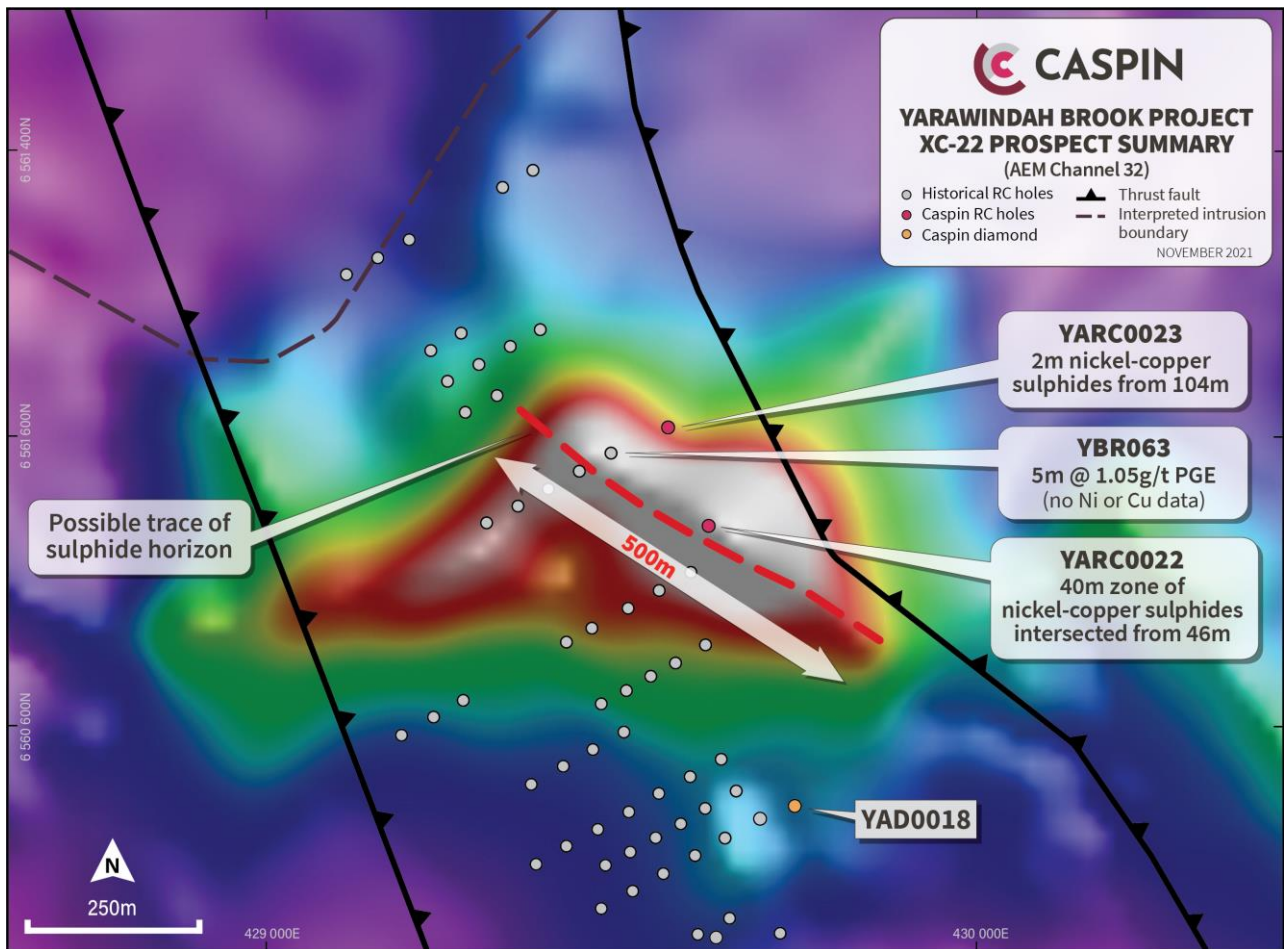 CASPIN
YARAWINDAH BROOK PROJECT
XC-22 PROSPECT SUMMARY
(AEM Channel 32)
Historical RC holes
Thrust fault
Caspin RC holes
Interpreted intrusion
boundary
Caspin diamond
NOVEMBER 2021
6 561 400N
YARC0023
2m nickel-copper
sulphides from 104m
6 561 600N
YBR063
5m @ 1.05g/t PGE
(no Ni or Cu data)
Possible trace of
sulphide horizon
500m
YARC0022
40m zone of
nickel-copper sulphides
intersected from 46m
6 560 600N
YAD0018
N
250m
429 000E
430 000E